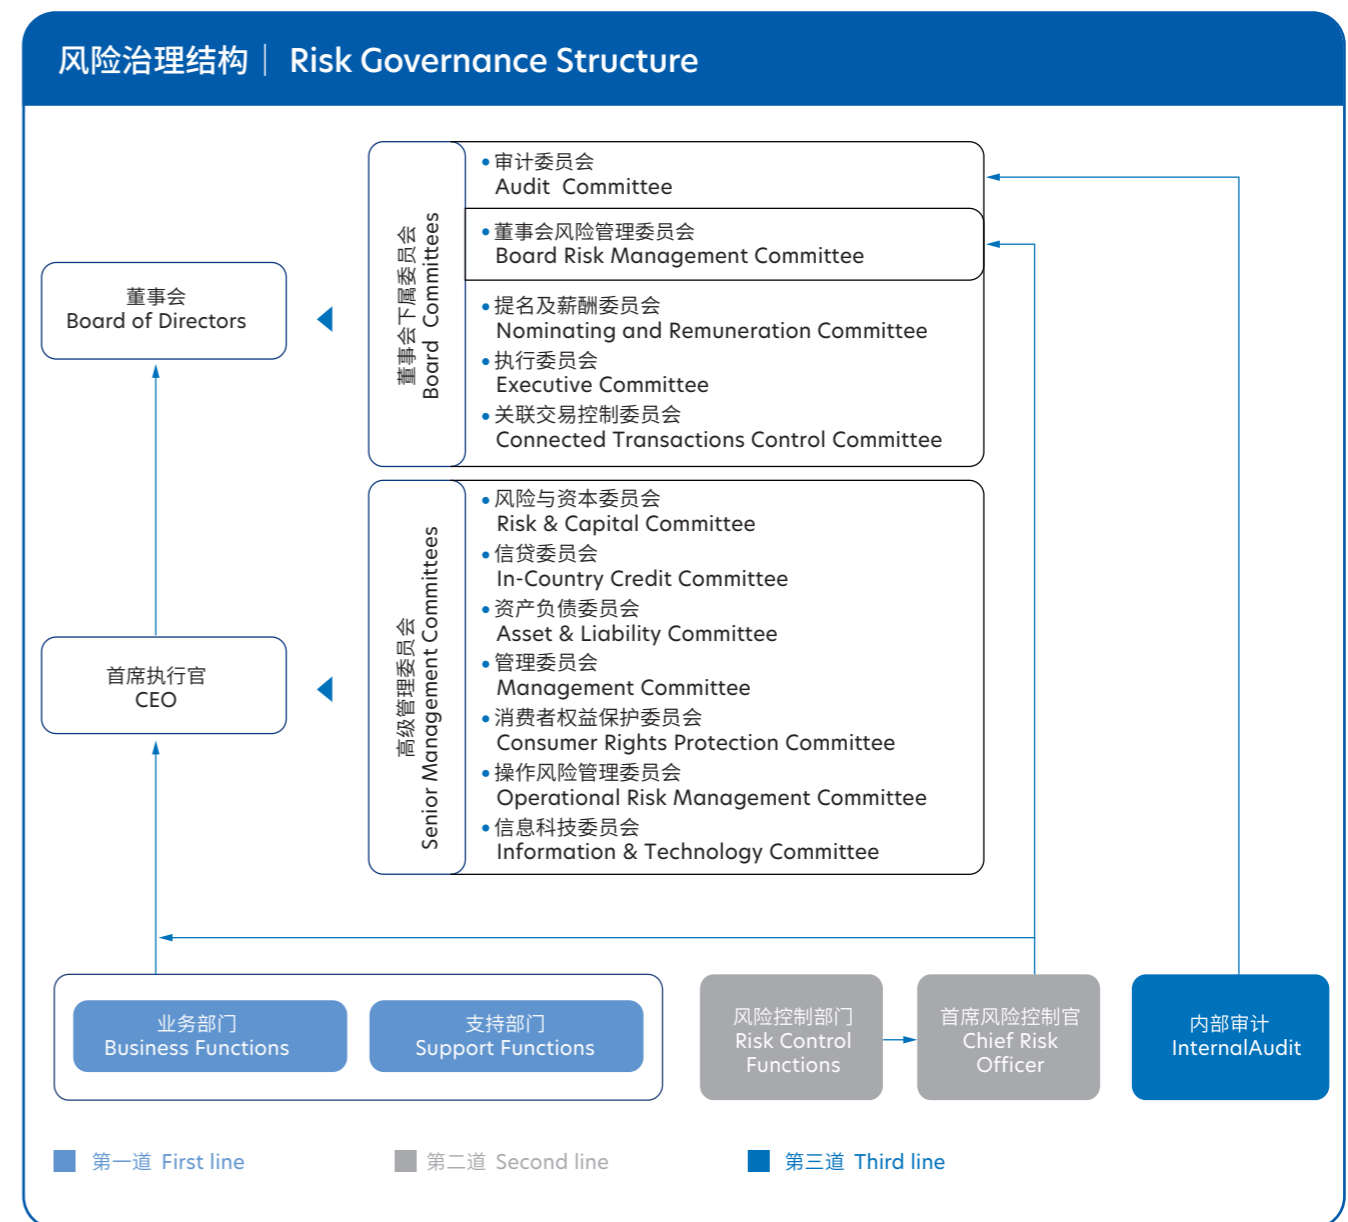 风险治理结构｜ Risk Governance Structure
• 审计委员会
Audit Committee
• 董事会风险管理委员会
Board Risk Management Committee
• 提名及薪酬委员会
Nominating and Remuneration Committee
• 执行委员会
Executive Committee
• 关联交易控制委员会
Connected Transactions Control Committee
董事会下属委员会
Board Committees
董事会
Board of Directors
• 风险与资本委员会
Risk & Capital Committee
• 信贷委员会
In-Country Credit Committee
• 资产负债委员会
Asset & Liability Committee
• 管理委员会
Management Committee
• 消费者权益保护委员会
Consumer Rights Protection Committee
• 操作风险管理委员会
Operational Risk Management Committee
• 信息科技委员会
Information & Technology Committee
高级管理委员会
Senior Management Committees
首席执行官
CEO
业务部门
Business Functions
支持部门
Support Functions
风险控制部门
Risk Control
Functions
首席风险控制官
Chief Risk
Officer
内部审计
InternalAudit
第一道 First line
第二道 Second line
第三道 Third line